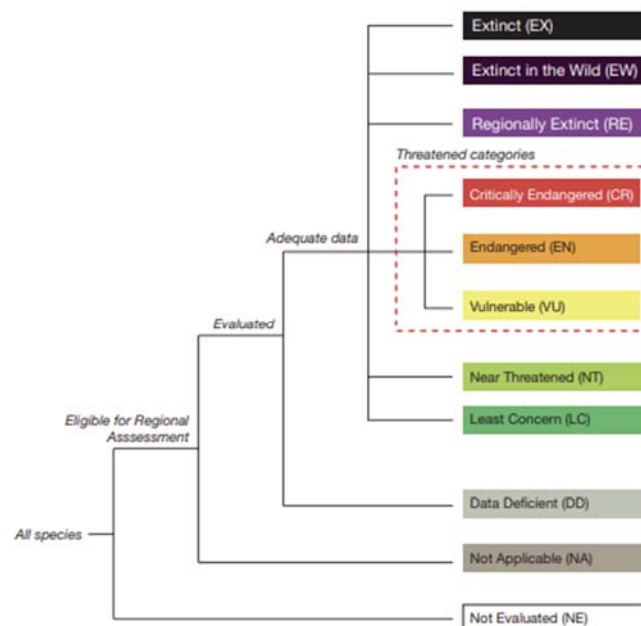 Extinct (EX)
Extinct in the Wild (EW)
Regionally Extinct (RE)
Threatened categories
Critically Endangered (CR)
Adequate data
Endangered (EN)
Vulnerable (VU)
Evaluated
Near Threatened (NT)
Eligible for Regional
Asssessment
Least Concern (LC)
Data Deficient (DD)
All species
Not Applicable (NA)
Not Evaluated (NE)